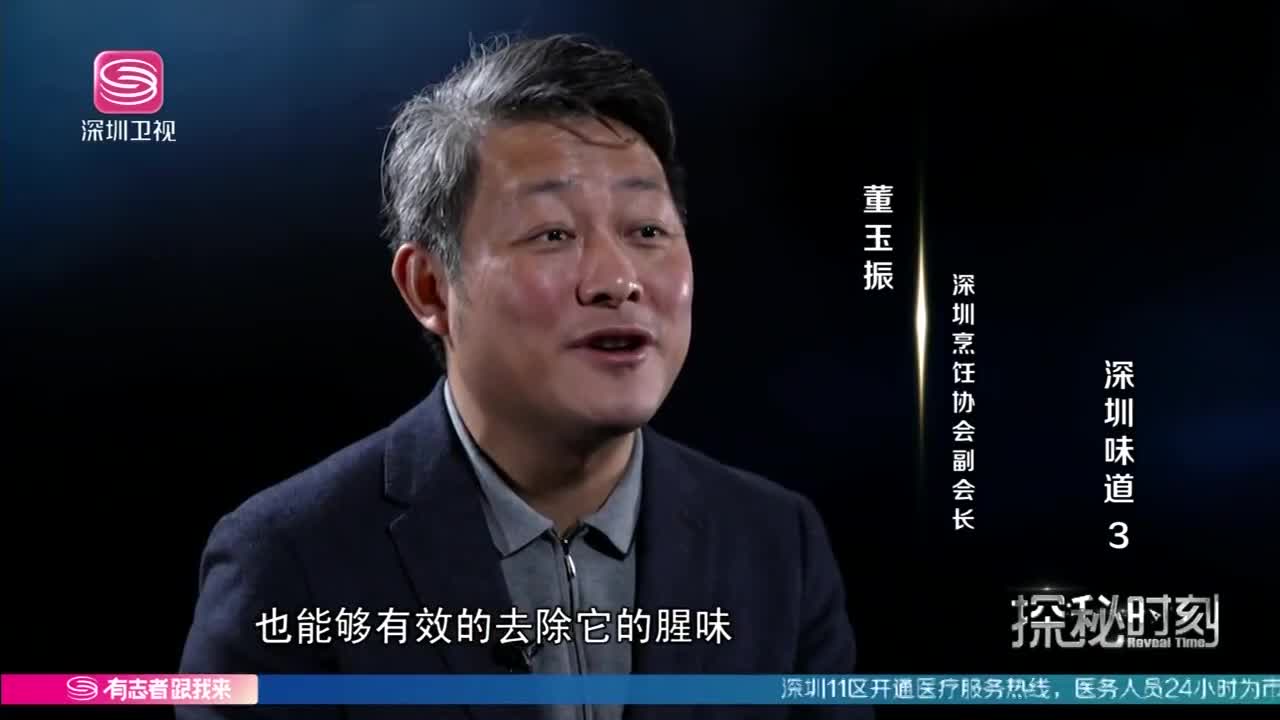 深圳卫视
董玉振
深圳烹饪协会副会长
深圳味道3
也能够有效的去除它的腥味
探秘时刻
Reveal Time
有志者跟我来
深圳11区开通医疗服务热线，医务人员24小时为市